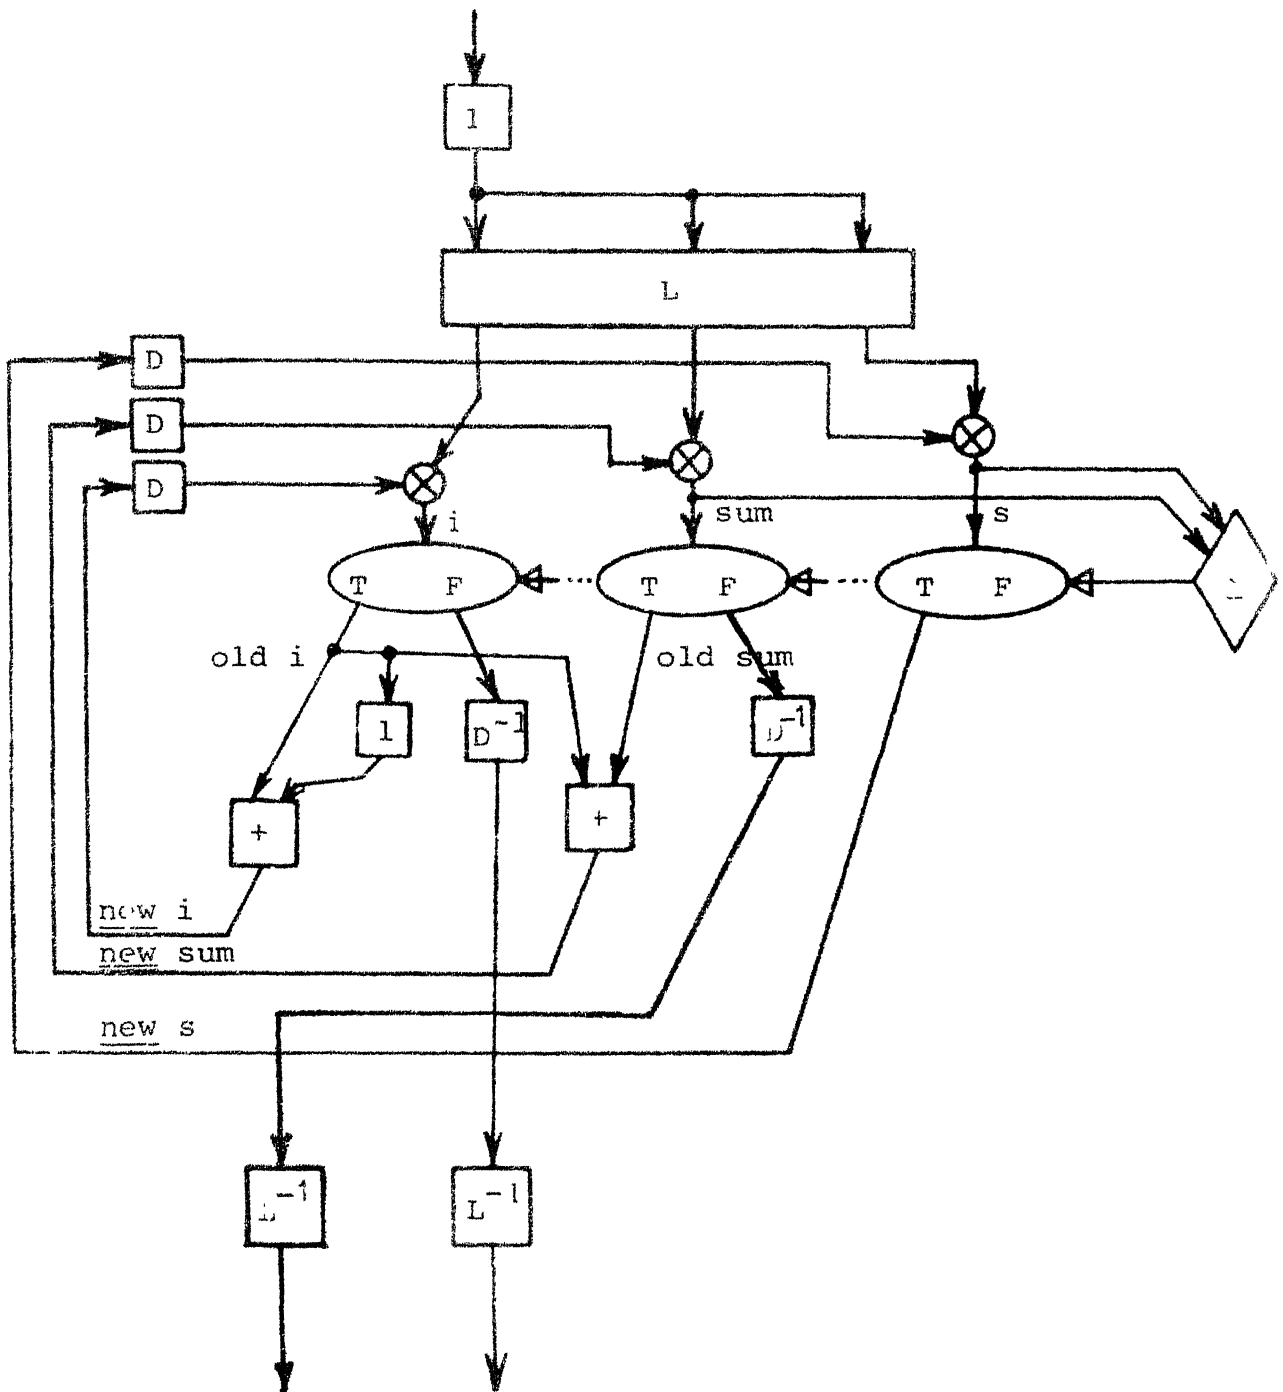 1
L
D
D
D
i
sum
s
T F
T F
T F
old i
old sum
1
D⁻¹
D⁻¹
+
+
new i
new sum
new s
L⁻¹
L⁻¹